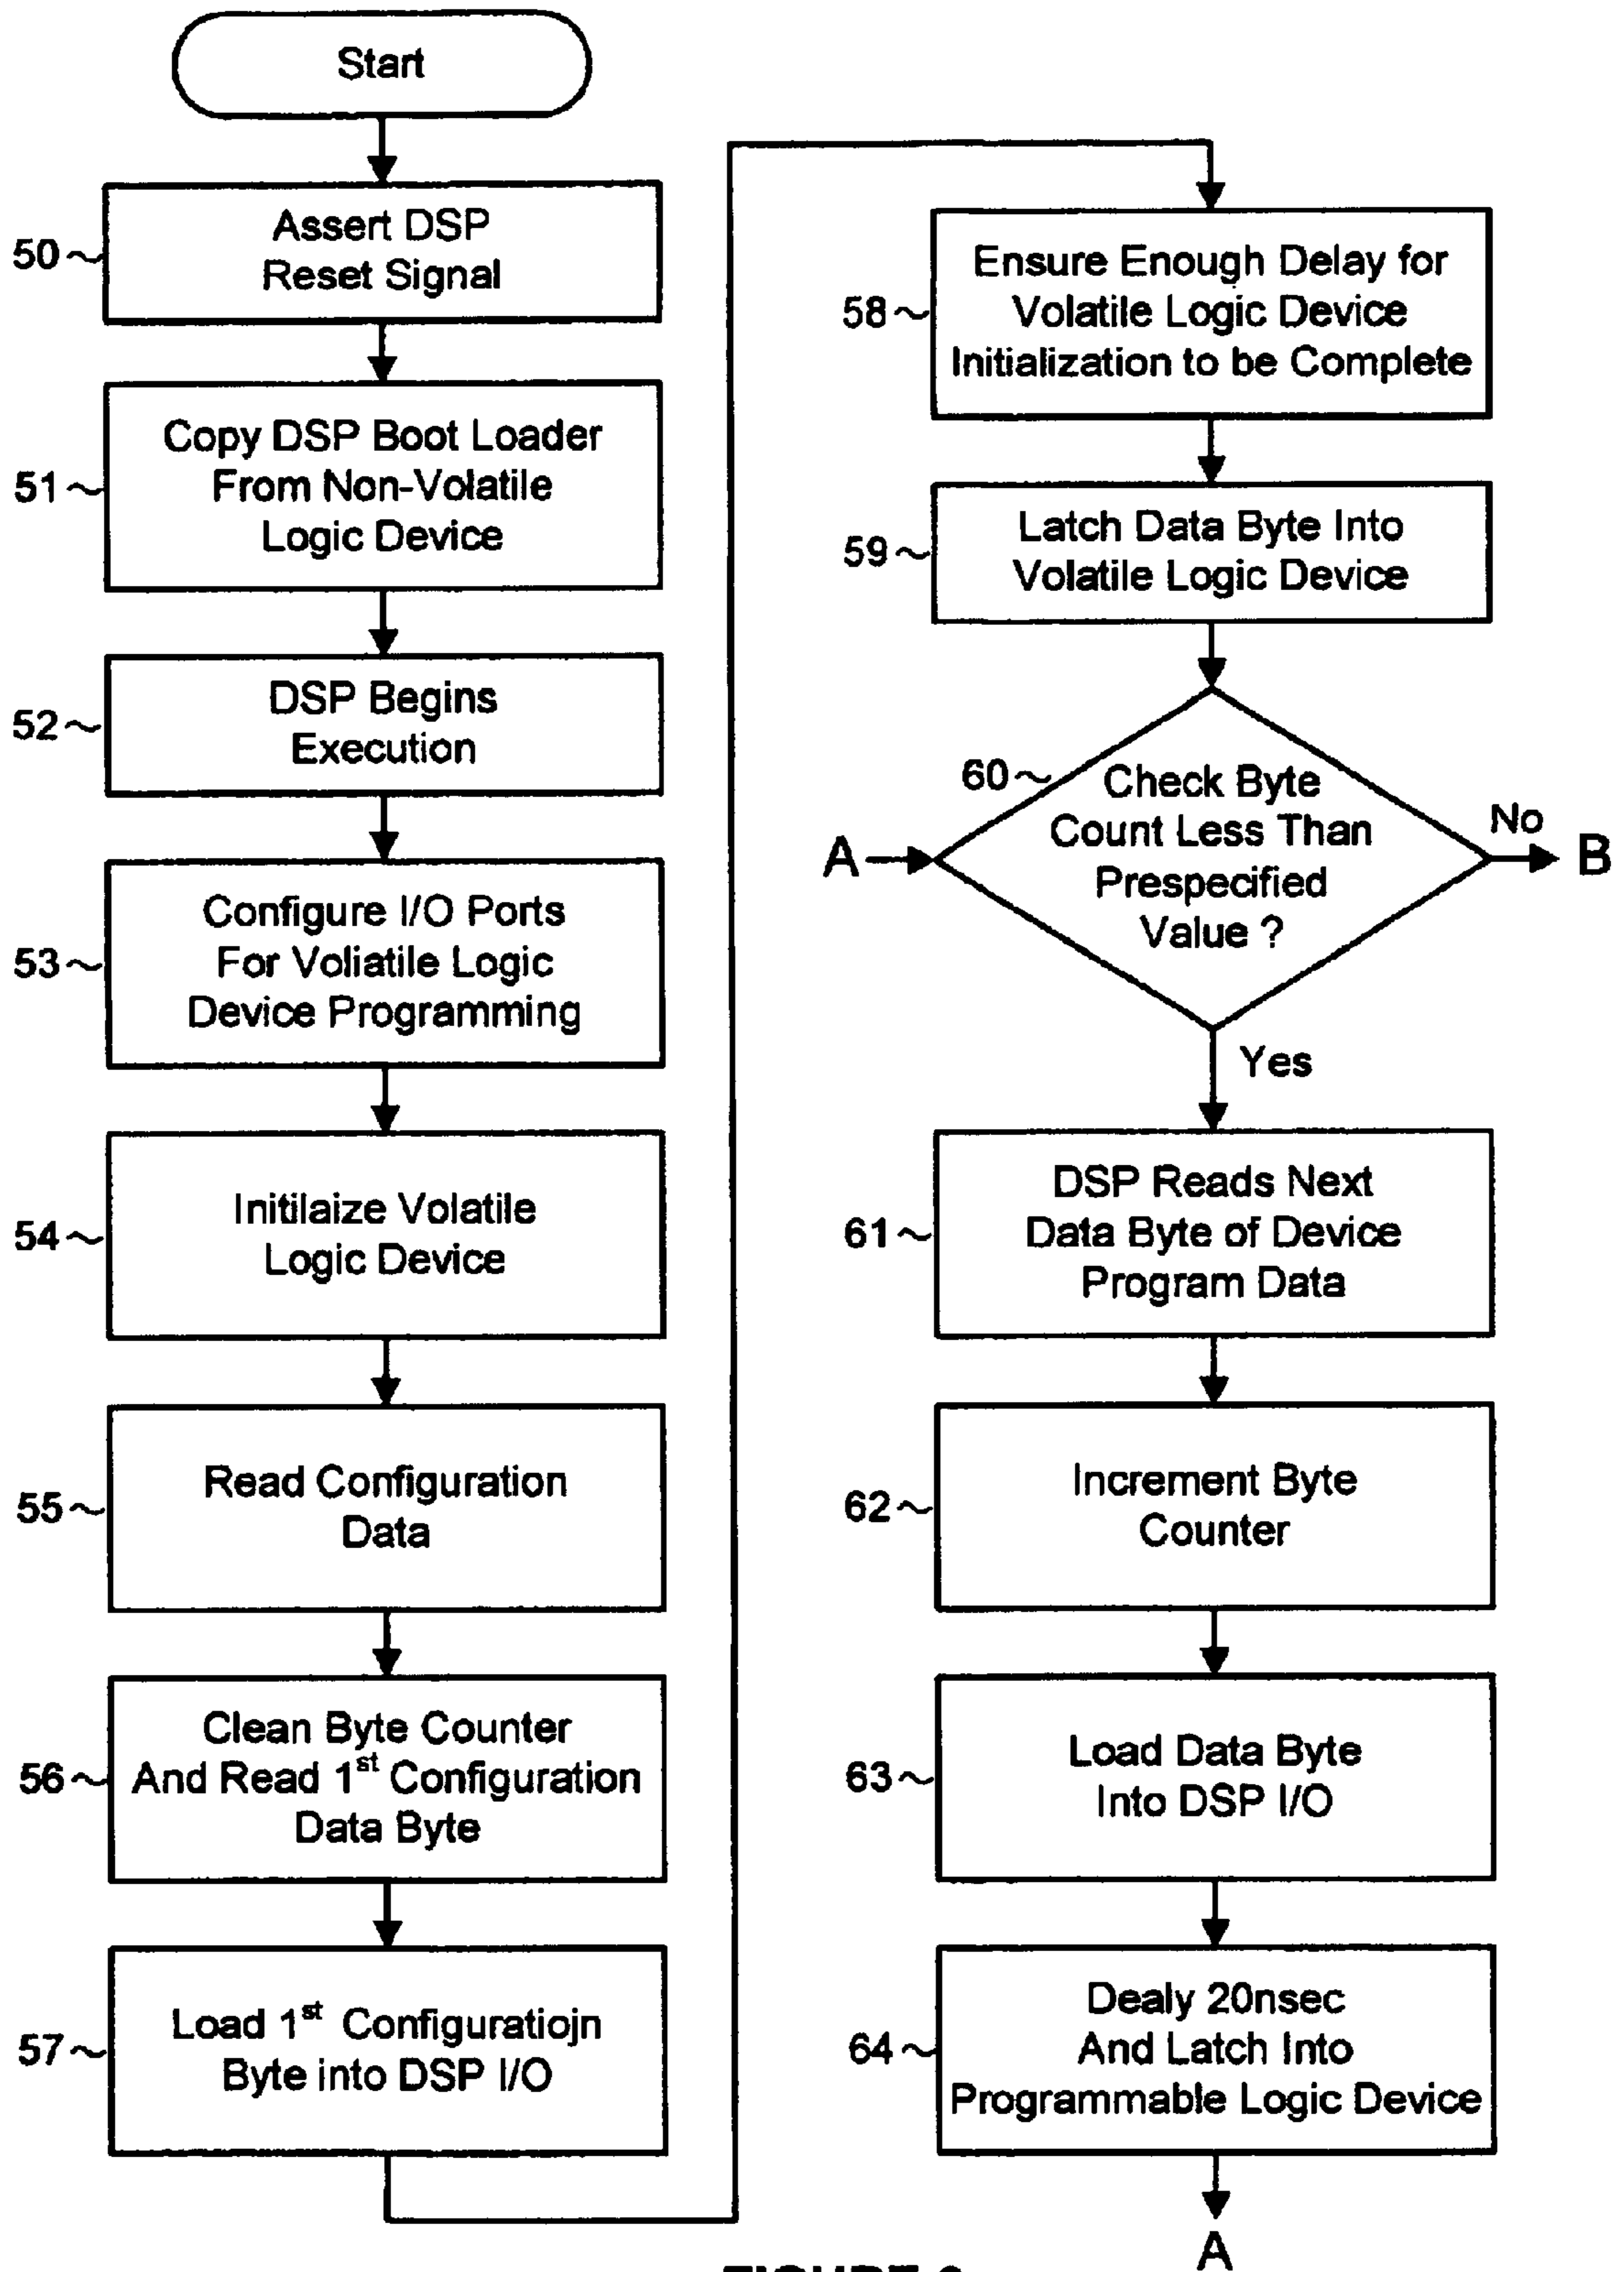 Start
50
Assert DSP
Reset Signal
51
Copy DSP Boot Loader
From Non-Volatile
Logic Device
52
DSP Begins
Execution
53
Configure I/O Ports
For Voliatile Logic
Device Programming
54
Initilaize Volatile
Logic Device
55
Read Configuration
Data
56
Clean Byte Counter
And Read 1st Configuration
Data Byte
57
Load 1st Configuratiojn
Byte into DSP I/O
58
Ensure Enough Delay for
Volatile Logic Device
Initialization to be Complete
59
Latch Data Byte Into
Volatile Logic Device
60
Check Byte
Count Less Than
Prespecified
Value ?
A
No
B
Yes
61
DSP Reads Next
Data Byte of Device
Program Data
62
Increment Byte
Counter
63
Load Data Byte
Into DSP I/O
64
Dealy 20nsec
And Latch Into
Programmable Logic Device
A